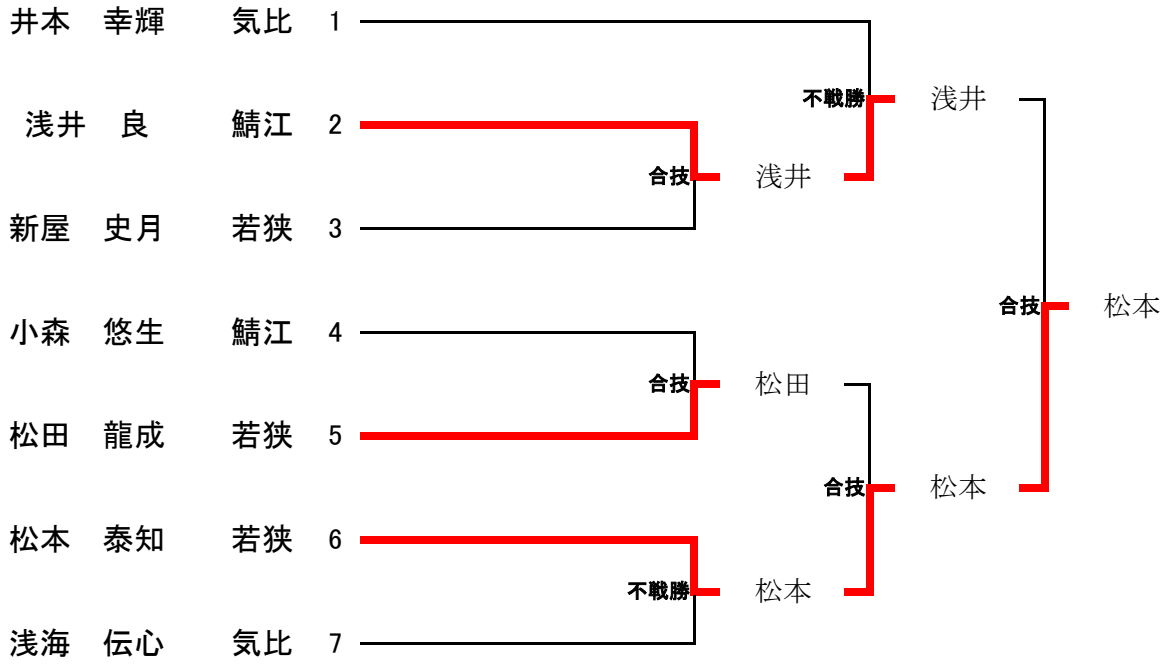 井本　幸輝　　気比　1
不戦勝　浅井
浅井　良　　鯖江　2
合技　浅井
新屋　史月　　若狭　3
合技　松本
小森　悠生　　鯖江　4
合技　松田
松田　龍成　　若狭　5
合技　松本
松本　泰知　　若狭　6
不戦勝　松本
浅海　伝心　　気比　7